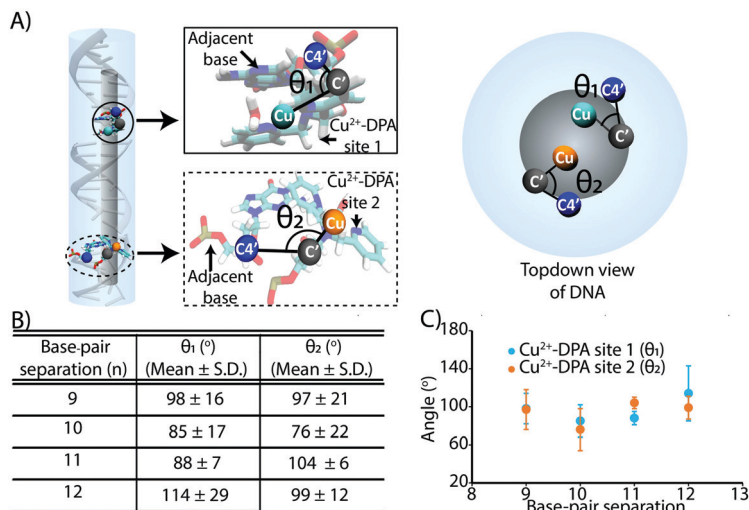 A)
Adjacent
base
C4'
θ₁
C'
Cu
Cu²⁺-DPA
site 1
Cu²⁺-DPA
site 2
θ₂
Cu
C4'
C'
Adjacent
base
C4'
θ₁
Cu
C'
Cu
C'
θ₂
C4'
Topdown view
of DNA
B)
Base-pair separation (n) | θ₁ (°) (Mean ± S.D.) | θ₂ (°) (Mean ± S.D.)
9 98 ± 16 97 ± 21
10 85 ± 17 76 ± 22
11 88 ± 7 104 ± 6
12 114 ± 29 99 ± 12
C)
Cu²⁺-DPA site 1 (θ₁)
Cu²⁺-DPA site 2 (θ₂)
Angle (°)
180
140
100
60
20
8 9 10 11 12 13
Base-pair separation